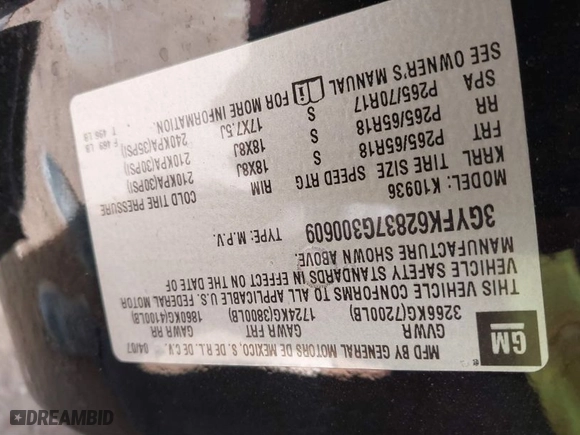 GM
MFD BY GENERAL MOTORS DE MEXICO, S. DE R.L. DE C.V.
04/07
GVWR GAWR FRT GAWR RR
3266KG(7200LB) 1724KG(3800LB) 1860KG(4100LB)
THIS VEHICLE CONFORMS TO ALL APPLICABLE U.S. FEDERAL MOTOR
VEHICLE SAFETY STANDARDS IN EFFECT ON THE DATE OF
MANUFACTURE SHOWN ABOVE.
3GYFK62837G300609 TYPE: M.P.V.
MODEL: K10936
KRRL TIRE SIZE SPEED RTG RIM COLD TIRE PRESSURE
FRT P265/65R18 S 18X8J 210KPA(30PSI)
RR P265/65R18 S 18X8J 210KPA(30PSI)
SPA P265/70R17 S 17X7.5J 240KPA(35PSI)
SEE OWNER'S MANUAL i FOR MORE INFORMATION.
DREAMBID